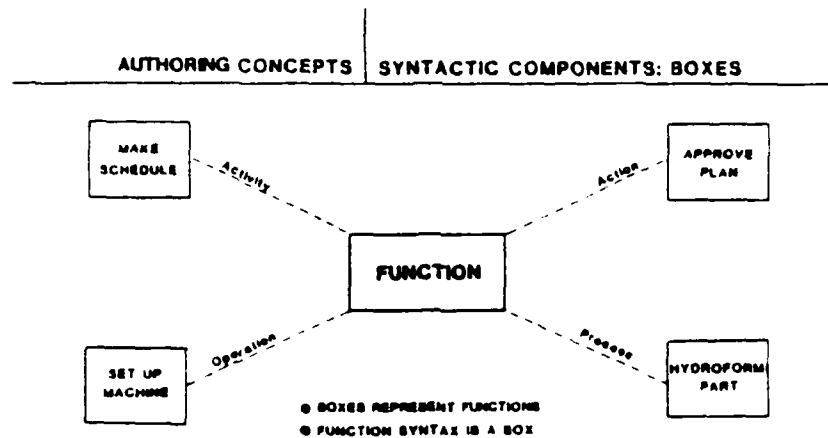 AUTHORING CONCEPTS
SYNTACTIC COMPONENTS: BOXES
MAKE
SCHEDULE
Activity
Action
APPROVE
PLAN
FUNCTION
SET UP
MACHINE
Operation
Process
HYDROFORM
PART
● BOXES REPRESENT FUNCTIONS
● FUNCTION SYNTAX IS A BOX